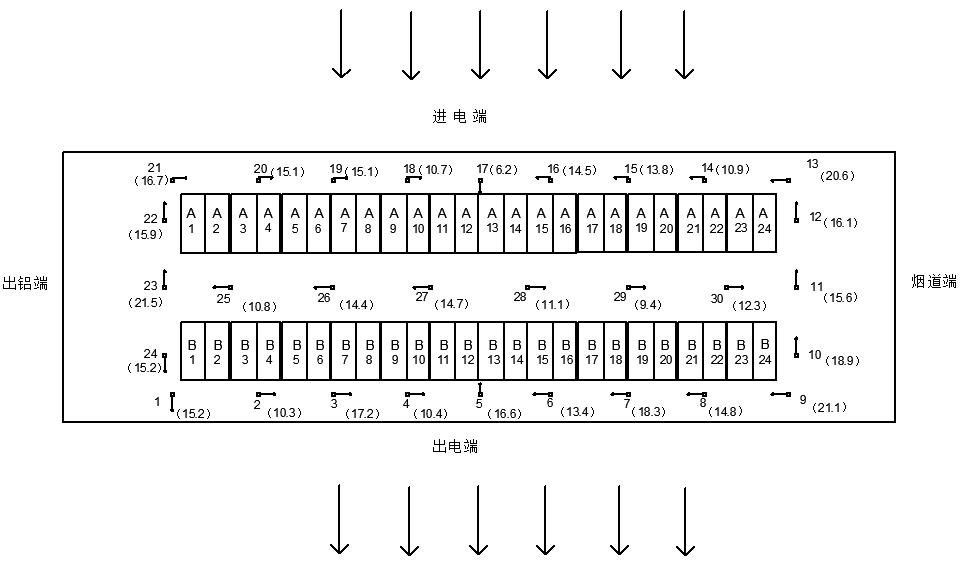 进电端
21 20(15.1) 19(15.1) 18(10.7) 17(6.2) 16(14.5) 15(13.8) 14(10.9) 13
(16.7) (20.6)
A A A A A A A A A A A A A A A A A A A A A A A A
1 2 3 4 5 6 7 8 9 10 11 12 13 14 15 16 17 18 19 20 21 22 23 24
22 12(16.1)
(15.9)
出铝端 烟道端
23 25 26 27 28 29 30 11
(21.5) (10.8) (14.4) (14.7) (11.1) (9.4) (12.3) (15.6)
B B B B B B B B B B B B B B B B B B B B B B B B
1 2 3 4 5 6 7 8 9 10 11 12 13 14 15 16 17 18 19 20 21 22 23 24
24 10(18.9)
(15.2)
1 2 3 4 5 6 7 8 9
(15.2) (10.3) (17.2) (10.4) (16.6) (13.4) (18.3) (14.8) (21.1)
出电端